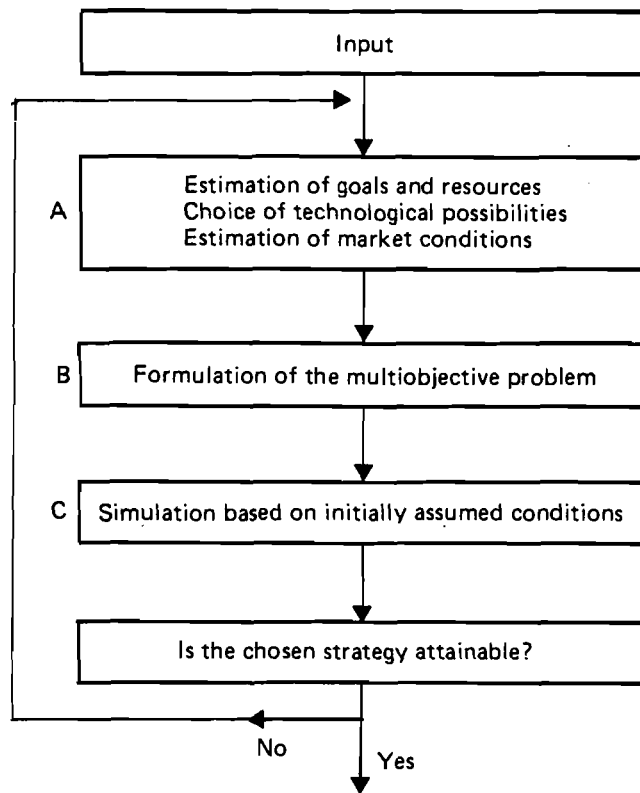 Input
A
Estimation of goals and resources
Choice of technological possibilities
Estimation of market conditions
B
Formulation of the multiobjective problem
C
Simulation based on initially assumed conditions
Is the chosen strategy attainable?
No
Yes